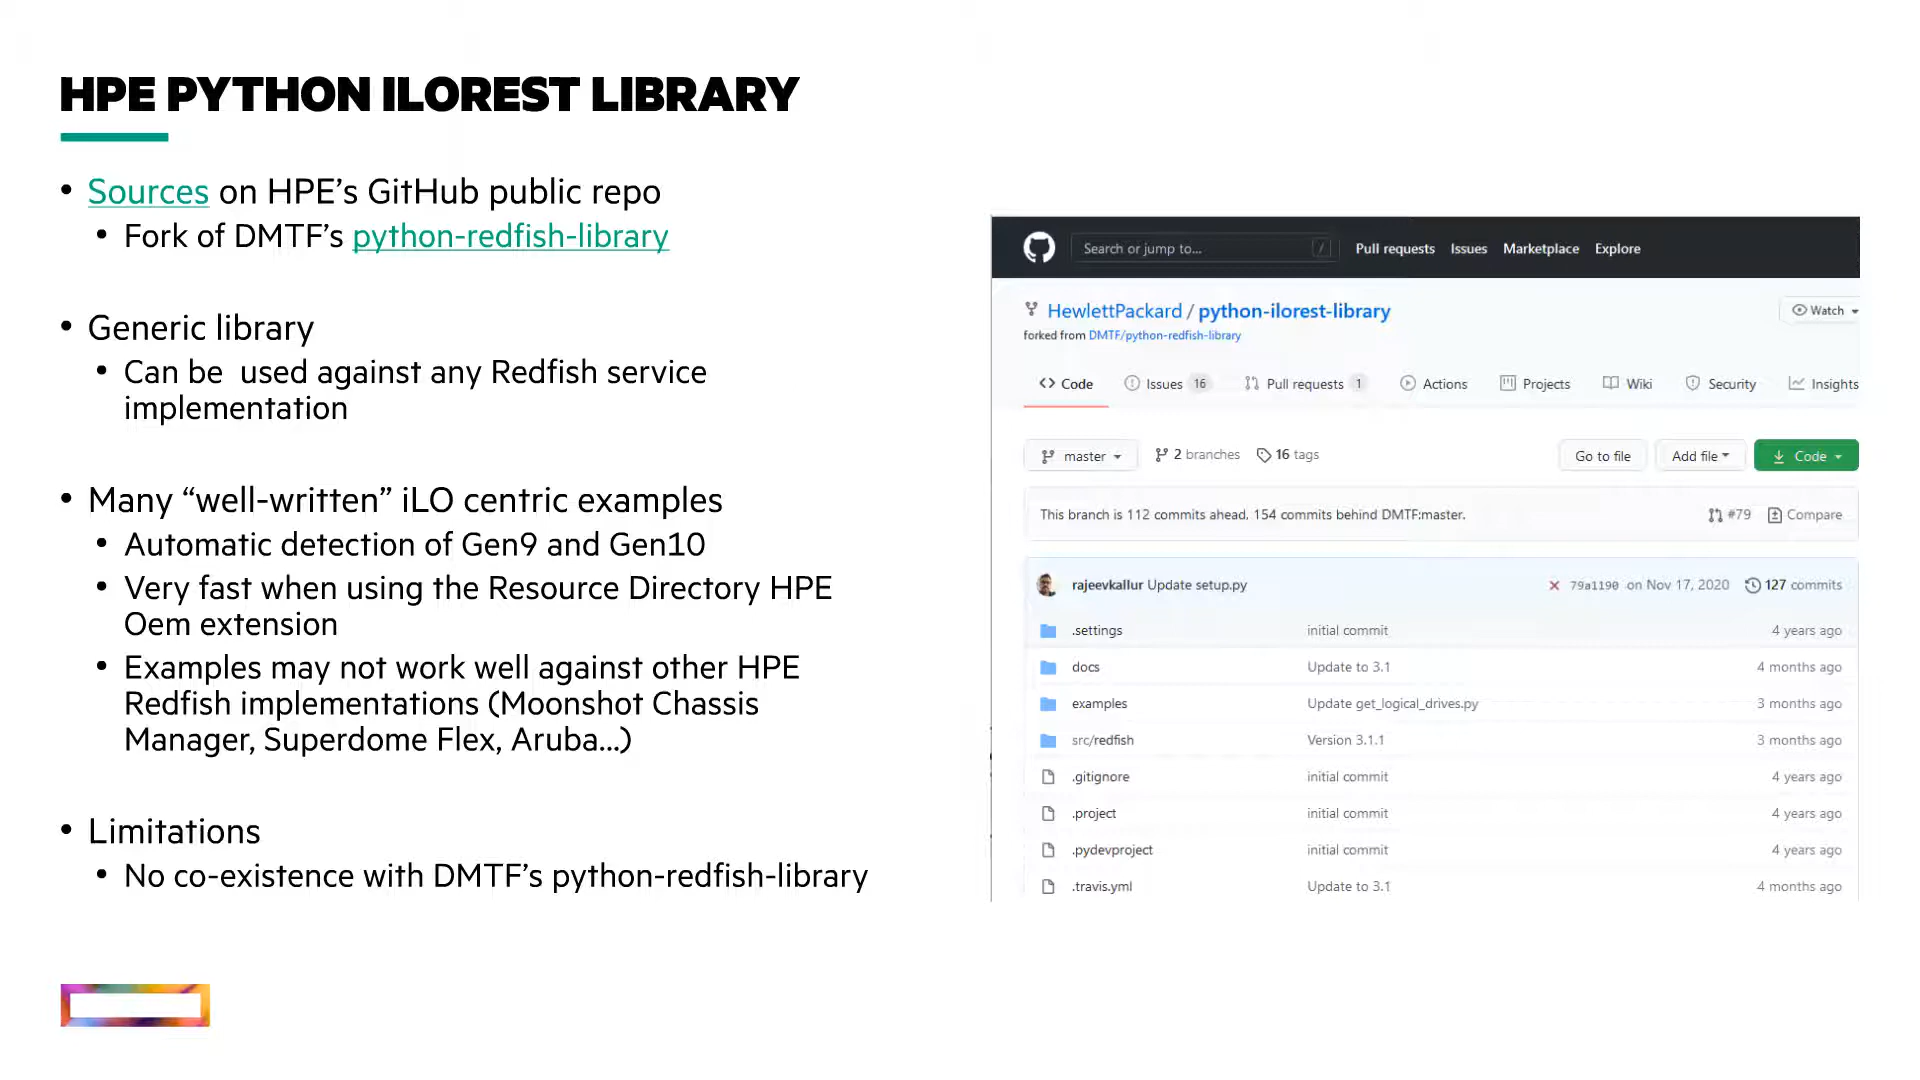 HPE PYTHON ILOREST LIBRARY
• Sources on HPE’s GitHub public repo
• Fork of DMTF’s python-redfish-library
• Generic library
• Can be  used against any Redfish service
implementation
• Many “well-written” iLO centric examples
• Automatic detection of Gen9 and Gen10
• Very fast when using the Resource Directory HPE
Oem extension
• Examples may not work well against other HPE
Redfish implementations (Moonshot Chassis
Manager, Superdome Flex, Aruba...)
• Limitations
• No co-existence with DMTF’s python-redfish-library
Search or jump to... / Pull requests Issues Marketplace Explore
HewlettPackard / python-ilorest-library Watch
forked from DMTF/python-redfish-library
Code Issues 16 Pull requests 1 Actions Projects Wiki Security Insights
master 2 branches 16 tags Go to file Add file Code
This branch is 112 commits ahead, 154 commits behind DMTF:master. #79 Compare
rajeevkallur Update setup.py 79a1190 on Nov 17, 2020 127 commits
.settings initial commit 4 years ago
docs Update to 3.1 4 months ago
examples Update get_logical_drives.py 3 months ago
src/redfish Version 3.1.1 3 months ago
.gitignore initial commit 4 years ago
.project initial commit 4 years ago
.pydevproject initial commit 4 years ago
.travis.yml Update to 3.1 4 months ago